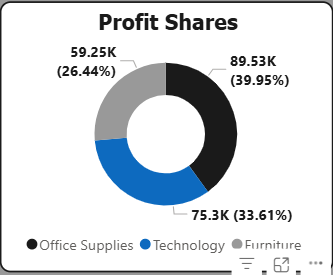 Profit Shares
59.25K
(26.44%)
89.53K
(39.95%)
75.3K (33.61%)
Office Supplies Technology Furniture